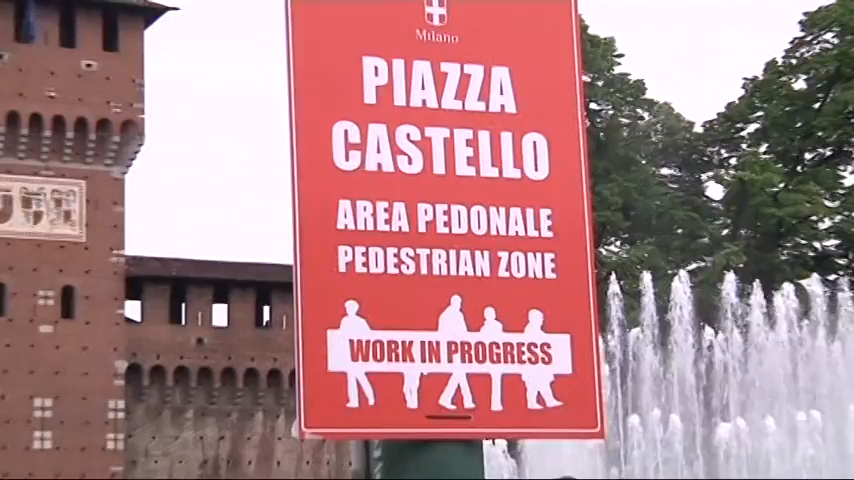 Milano
PIAZZA
CASTELLO
AREA PEDONALE
PEDESTRIAN ZONE
WORK IN PROGRESS